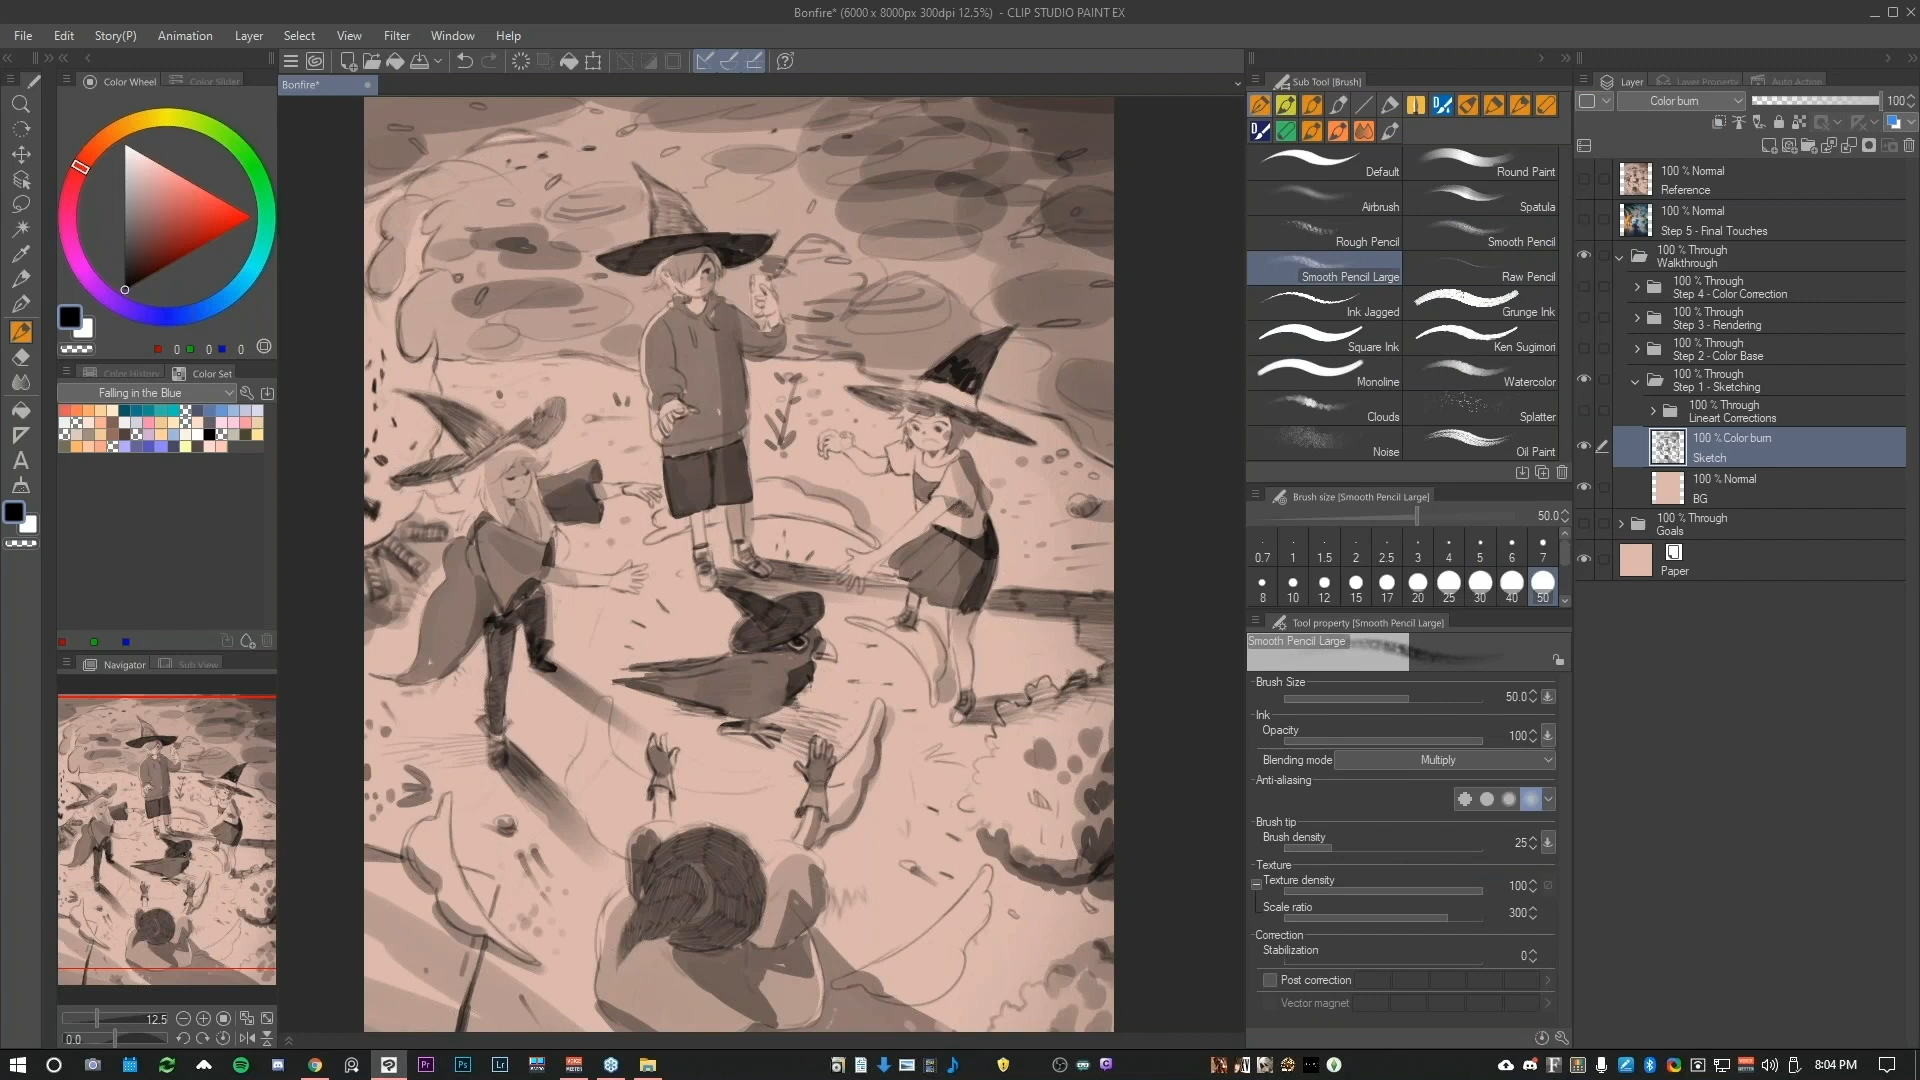 Bonfire* (6000 x 8000px 300dpi 12.5%) - CLIP STUDIO PAINT EX
File Edit Story(P) Animation Layer Select View Filter Window Help
Color Wheel Color Slider
Bonfire*
Sub Tool [Brush]
Layer Layer Property Auto Action
Color burn 100
Default Round Paint
Airbrush Spatula
Rough Pencil Smooth Pencil
Smooth Pencil Large Raw Pencil
Ink Jagged Grunge Ink
Square Ink Ken Sugimori
Monoline Watercolor
Clouds Splatter
Noise Oil Paint
100 % Normal
Reference
100 % Normal
Step 5 - Final Touches
100 % Through
Walkthrough
100 % Through
Step 4 - Color Correction
100 % Through
Step 3 - Rendering
100 % Through
Step 2 - Color Base
100 % Through
Step 1 - Sketching
100 % Through
Lineart Corrections
100 % Color burn
Sketch
100 % Normal
BG
100 % Through
Goals
Paper
0 0 0
Color History Color Set
Falling in the Blue
Brush size [Smooth Pencil Large]
50.0
0.7 1 1.5 2 2.5 3 4 5 6 7
8 10 12 15 17 20 25 30 40 50
Tool property [Smooth Pencil Large]
Smooth Pencil Large
Brush Size
50.0
Ink
Opacity
100
Blending mode Multiply
Anti-aliasing
Brush tip
Brush density
25
Texture
Texture density
100
Scale ratio
300
Correction
Stabilization
0
Post correction
Vector magnet
Navigator Sub View
12.5
0.0
Pr Ps Lr
8:04 PM